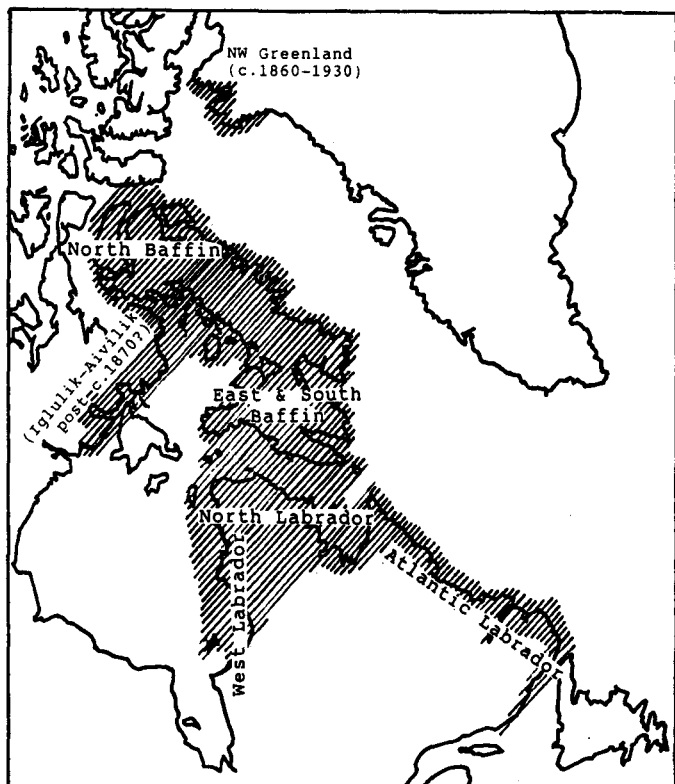 NW Greenland
(c.1860-1930)
North Baffin
(Iglulik-Aivilik
post-c.1870?)
East & South
Baffin
North Labrador
West Labrador
Atlantic Labrador